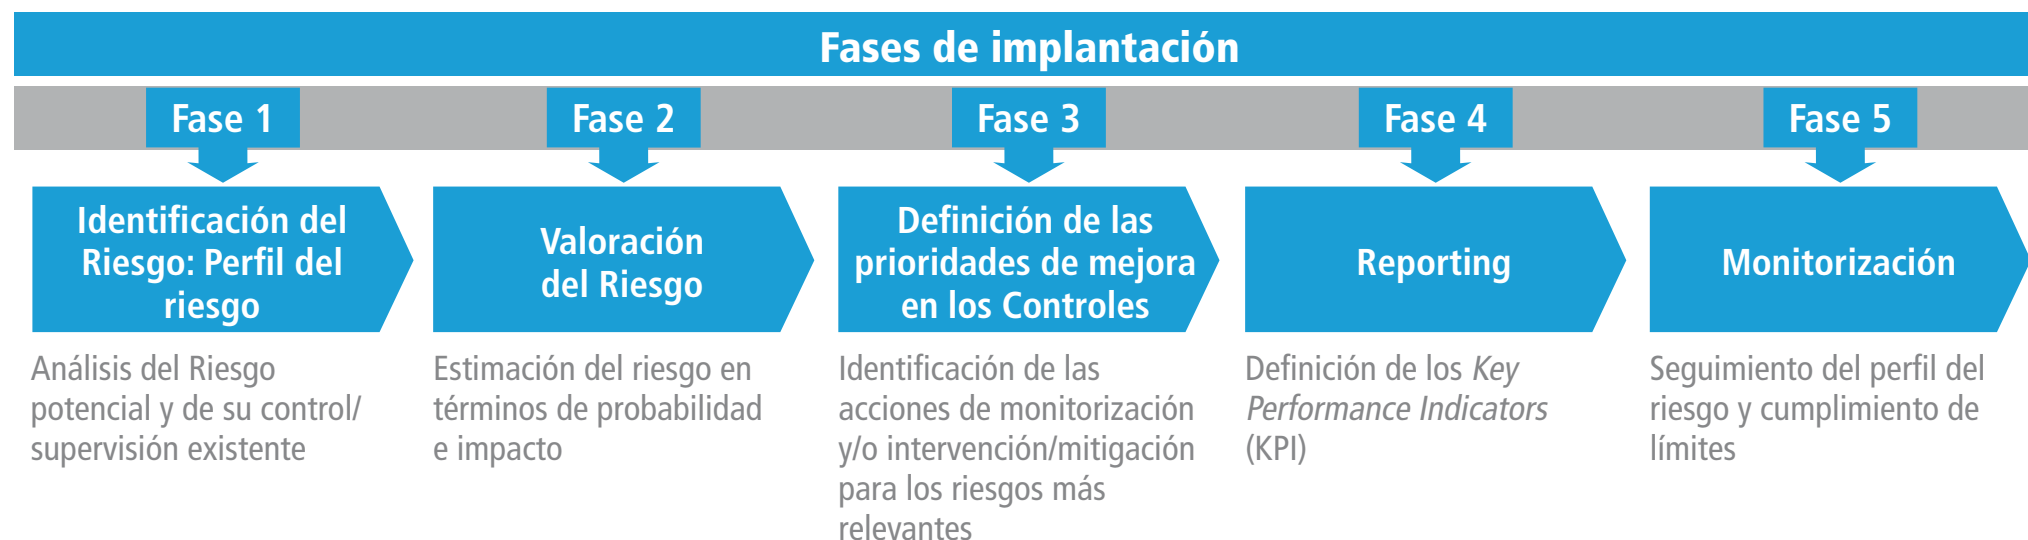 Fases de implantación
Fase 1
Fase 2
Fase 3
Fase 4
Fase 5
Identificación del
Riesgo: Perfil del
riesgo
Valoración
del Riesgo
Definición de las
prioridades de mejora
en los Controles
Reporting
Monitorización
Análisis del Riesgo
potencial y de su control/
supervisión existente
Estimación del riesgo en
términos de probabilidad
e impacto
Identificación de las
acciones de monitorización
y/o intervención/mitigación
para los riesgos más
relevantes
Definición de los Key
Performance Indicators
(KPI)
Seguimiento del perfil del
riesgo y cumplimiento de
límites